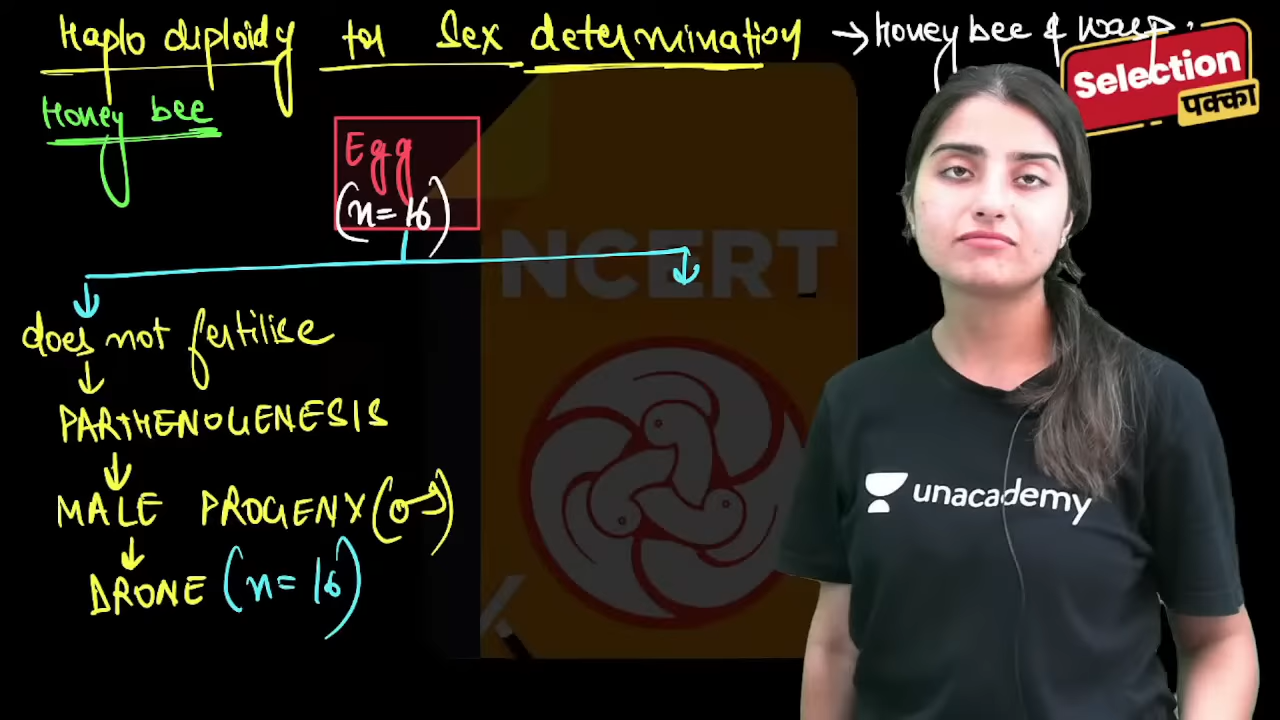 Haplo diploidy for Sex determination → Honey bee & wasp.
Selection
पक्का
Honey bee
Egg
(n=16)
NCERT
does not fertilise
PARTHENOGENESIS
MALE PROGENY (♂)
DRONE (n=16)
unacademy